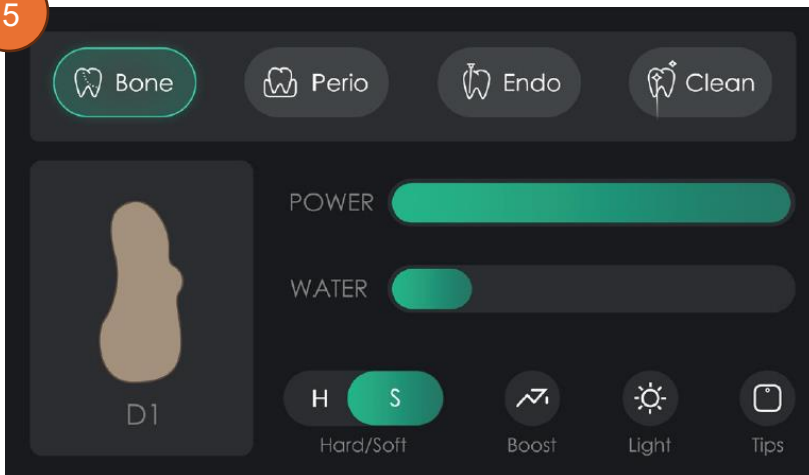 5
Bone Perio Endo Clean
POWER
WATER
D1
H S
Hard/Soft Boost Light Tips